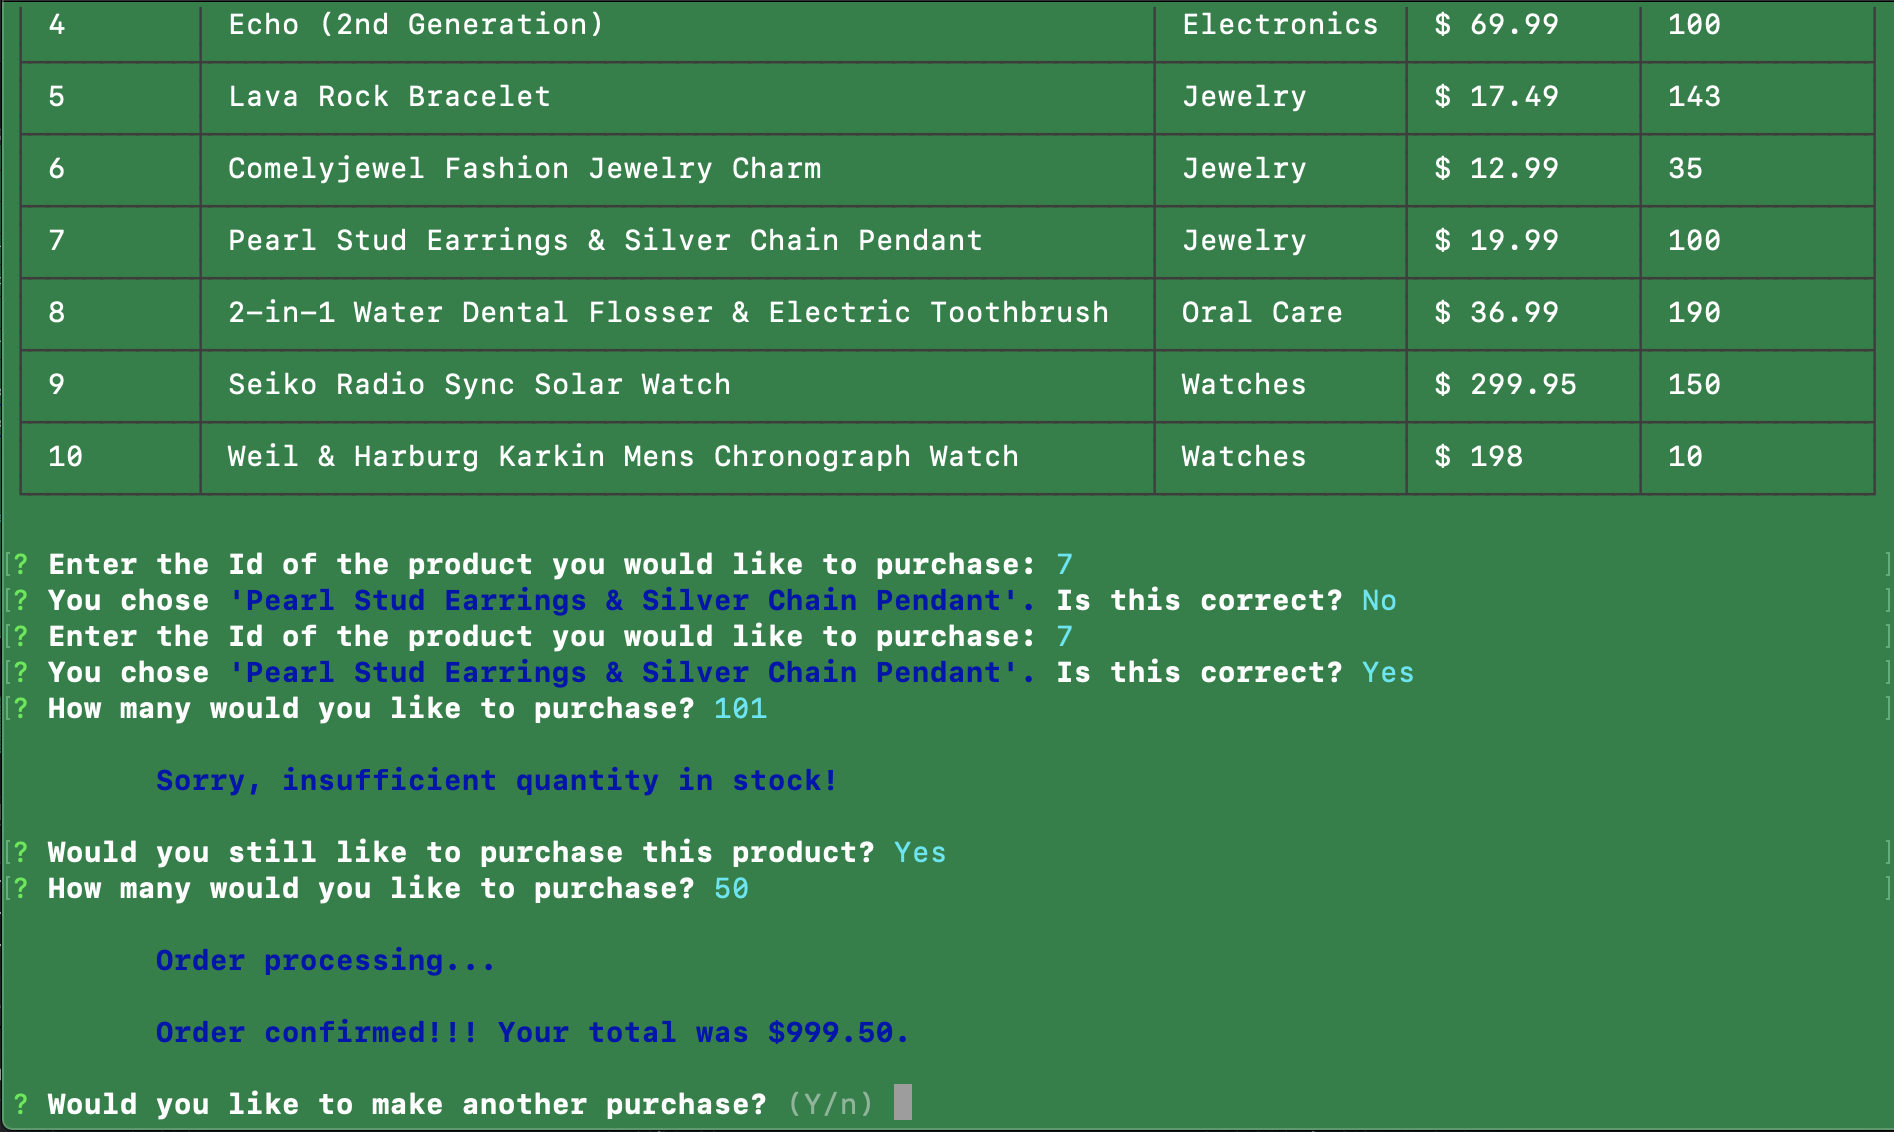 4 Echo (2nd Generation) Electronics $ 69.99 100
5 Lava Rock Bracelet Jewelry $ 17.49 143
6 Comelyjewel Fashion Jewelry Charm Jewelry $ 12.99 35
7 Pearl Stud Earrings & Silver Chain Pendant Jewelry $ 19.99 100
8 2-in-1 Water Dental Flosser & Electric Toothbrush Oral Care $ 36.99 190
9 Seiko Radio Sync Solar Watch Watches $ 299.95 150
10 Weil & Harburg Karkin Mens Chronograph Watch Watches $ 198 10
[? Enter the Id of the product you would like to purchase: 7 ]
[? You chose 'Pearl Stud Earrings & Silver Chain Pendant'. Is this correct? No ]
[? Enter the Id of the product you would like to purchase: 7 ]
[? You chose 'Pearl Stud Earrings & Silver Chain Pendant'. Is this correct? Yes ]
[? How many would you like to purchase? 101 ]
Sorry, insufficient quantity in stock!
[? Would you still like to purchase this product? Yes ]
[? How many would you like to purchase? 50 ]
Order processing...
Order confirmed!!! Your total was $999.50.
? Would you like to make another purchase? (Y/n)